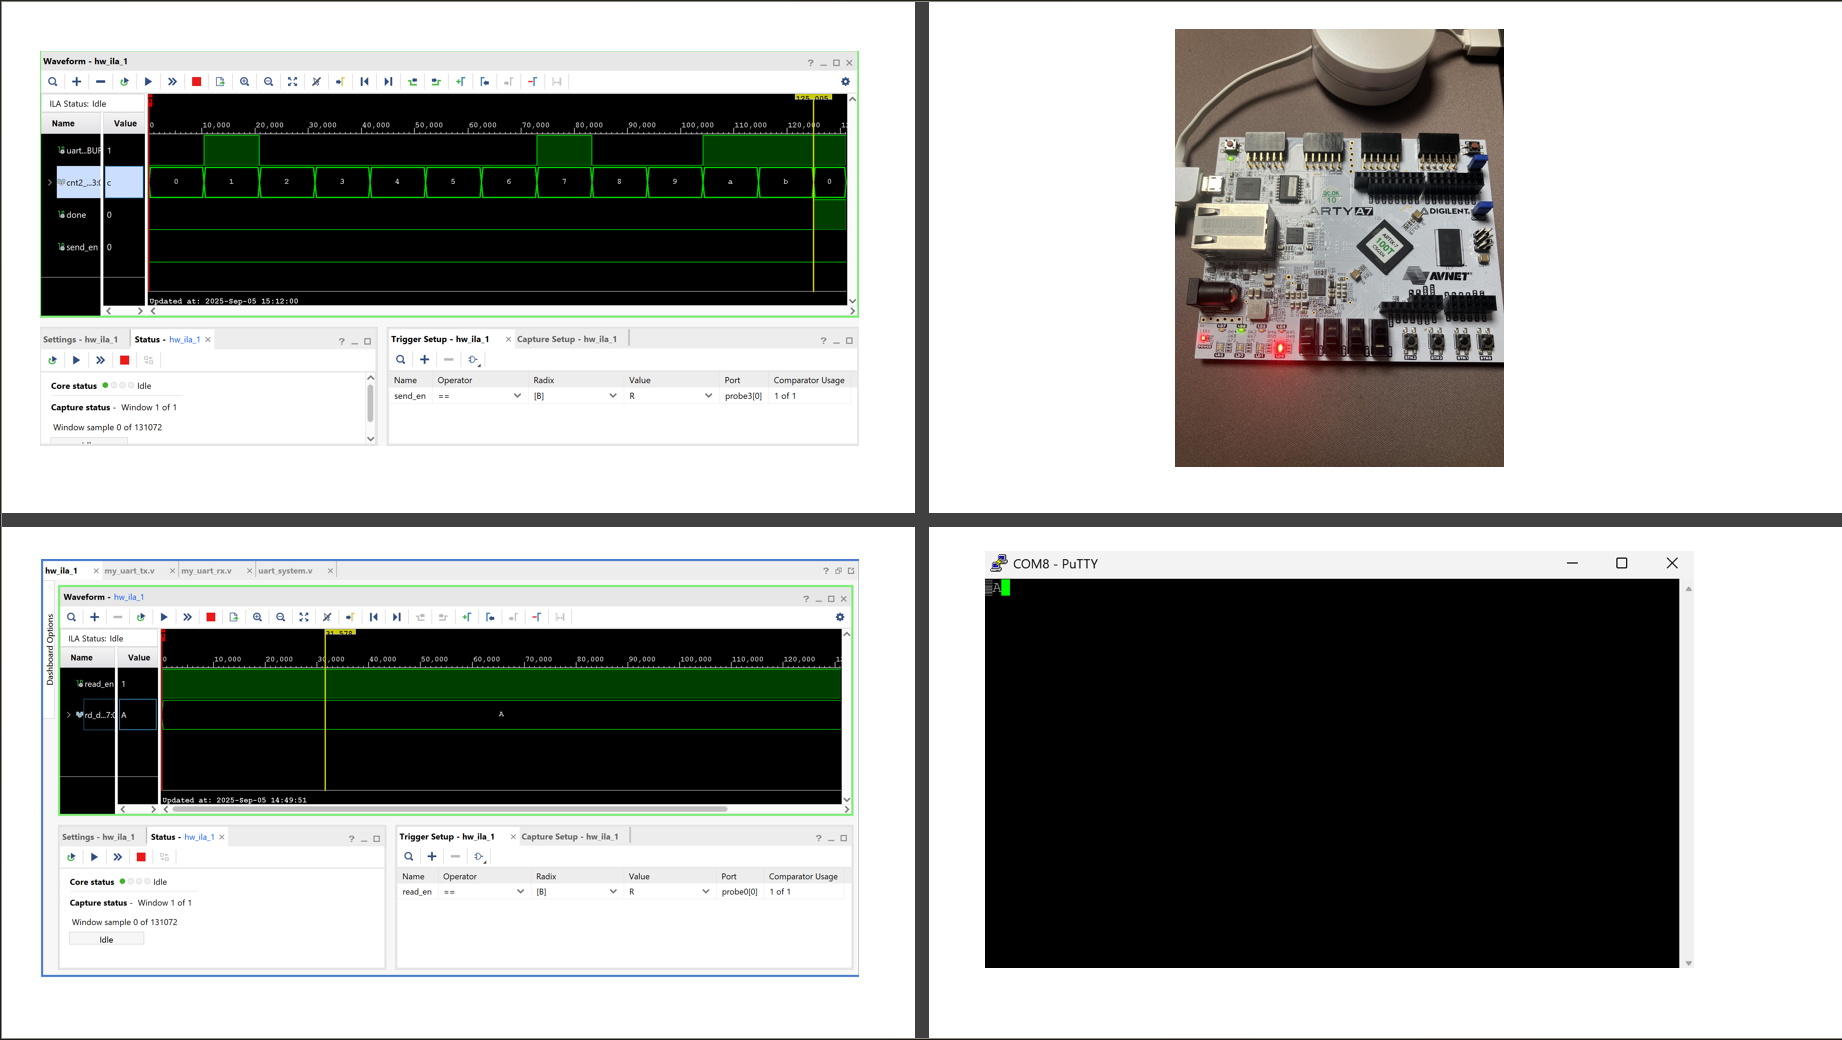 Waveform - hw_ila_1
ILA Status: Idle
Name Value
125,005
0 10,000 20,000 30,000 40,000 50,000 60,000 70,000 80,000 90,000 100,000 110,000 120,000
uart...BUF 1
cnt2_...3:0 c
0 1 2 3 4 5 6 7 8 9 a b 0
done 0
send_en 0
Updated at: 2025-Sep-05 15:12:00
Settings - hw_ila_1 Status - hw_ila_1
Core status Idle
Capture status - Window 1 of 1
Window sample 0 of 131072
Trigger Setup - hw_ila_1 Capture Setup - hw_ila_1
Name Operator Radix Value Port Comparator Usage
send_en == [B] R probe3[0] 1 of 1
ARTY A7
DIGILENT
ARTIX-7
100T
AVNET
hw_ila_1 my_uart_tx.v my_uart_rx.v uart_system.v
Dashboard Options
Waveform - hw_ila_1
ILA Status: Idle
Name Value
31,578
0 10,000 20,000 30,000 40,000 50,000 60,000 70,000 80,000 90,000 100,000 110,000 120,000
read_en 1
rd_d...7:0 A
A
Updated at: 2025-Sep-05 14:49:51
Settings - hw_ila_1 Status - hw_ila_1
Core status Idle
Capture status - Window 1 of 1
Window sample 0 of 131072
Idle
Trigger Setup - hw_ila_1 Capture Setup - hw_ila_1
Name Operator Radix Value Port Comparator Usage
read_en == [B] R probe0[0] 1 of 1
COM8 - PuTTY
A